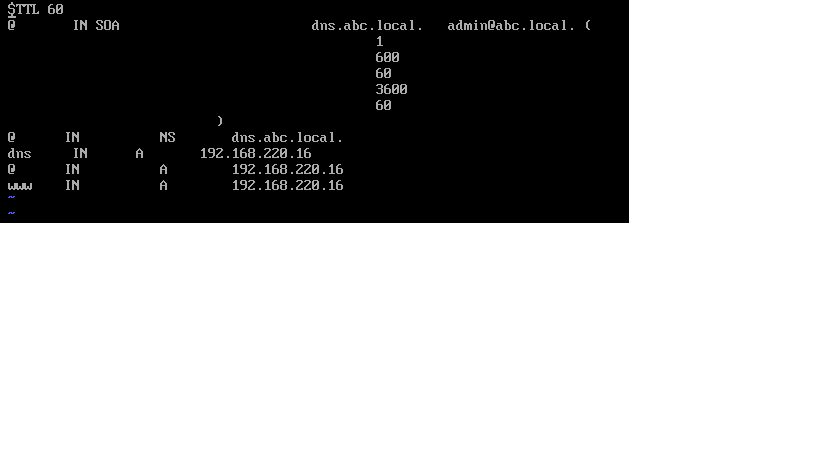 $TTL 60
@ IN SOA dns.abc.local. admin@abc.local. (
1
600
60
3600
60
)
@ IN NS dns.abc.local.
dns IN A 192.168.220.16
@ IN A 192.168.220.16
www IN A 192.168.220.16
~
~